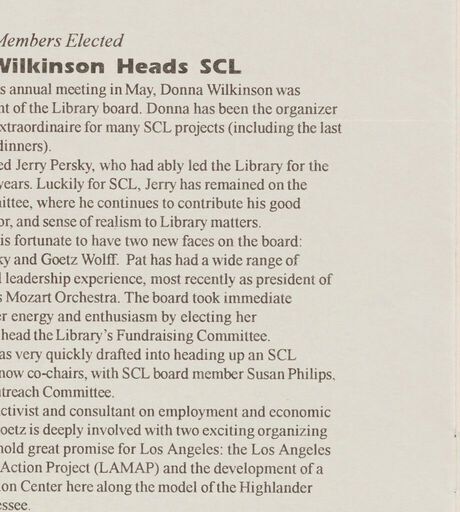 Members Elected
Wilkinson Heads SCL
s annual meeting in May, Donna Wilkinson was
nt of the Library board. Donna has been the organizer
xtraordinaire for many SCL projects (including the last
dinners).
ed Jerry Persky, who had ably led the Library for the
years. Luckily for SCL, Jerry has remained on the
ittee, where he continues to contribute his good
or, and sense of realism to Library matters.
is fortunate to have two new faces on the board:
ky and Goetz Wolff. Pat has had a wide range of
l leadership experience, most recently as president of
s Mozart Orchestra. The board took immediate
er energy and enthusiasm by electing her
head the Library's Fundraising Committee.
as very quickly drafted into heading up an SCL
now co-chairs, with SCL board member Susan Philips,
utreach Committee.
ctivist and consultant on employment and economic
oetz is deeply involved with two exciting organizing
hold great promise for Los Angeles: the Los Angeles
Action Project (LAMAP) and the development of a
ion Center here along the model of the Highlander
essee.